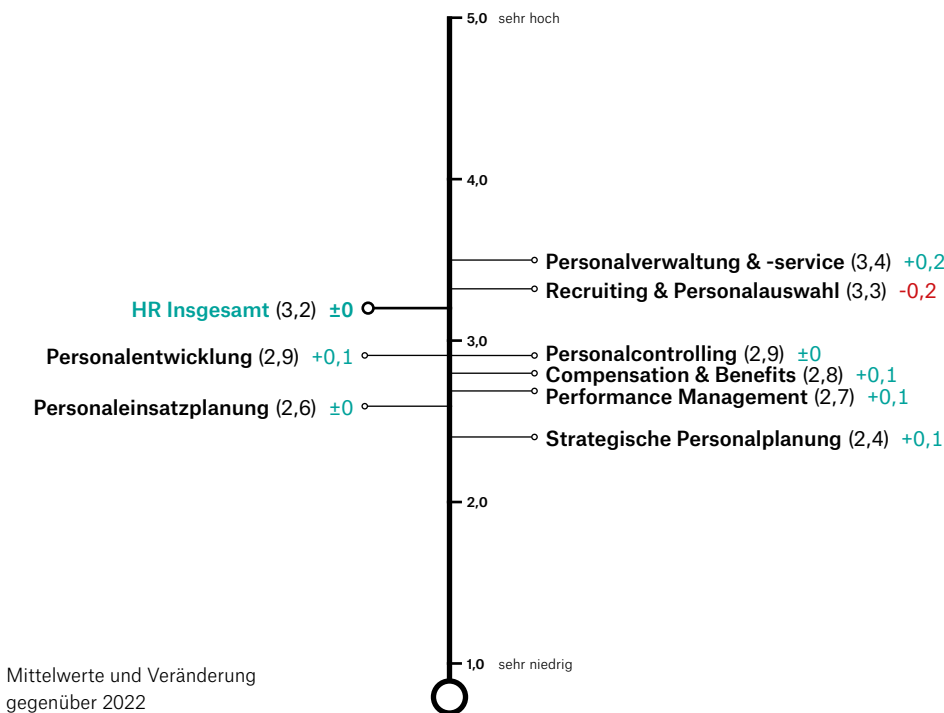 5,0 sehr hoch
4,0
Personalverwaltung & -service (3,4) +0,2
Recruiting & Personalauswahl (3,3) -0,2
HR Insgesamt (3,2) ±0
3,0
Personalentwicklung (2,9) +0,1
Personalcontrolling (2,9) ±0
Compensation & Benefits (2,8) +0,1
Performance Management (2,7) +0,1
Personaleinsatzplanung (2,6) ±0
Strategische Personalplanung (2,4) +0,1
2,0
1,0 sehr niedrig
Mittelwerte und Veränderung
gegenüber 2022